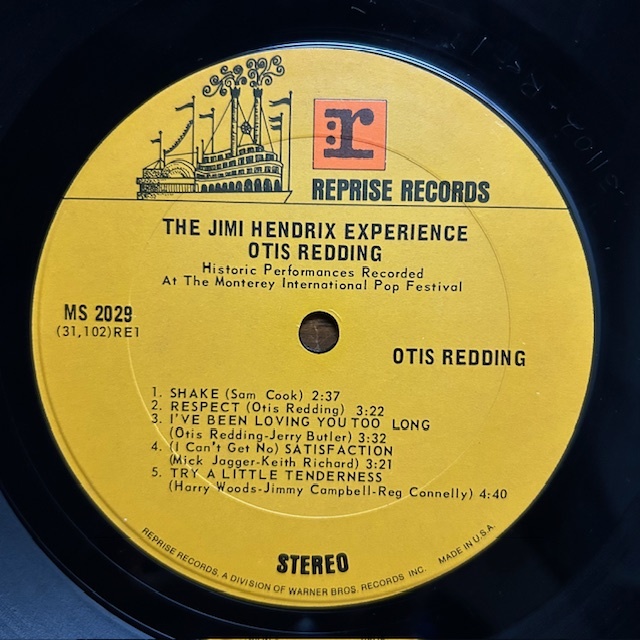 r
REPRISE RECORDS
THE JIMI HENDRIX EXPERIENCE
OTIS REDDING
Historic Performances Recorded
At The Monterey International Pop Festival
MS 2029
(31,102)RE1
OTIS REDDING
1. SHAKE (Sam Cook) 2:37
2. RESPECT (Otis Redding) 3:22
3. I'VE BEEN LOVING YOU TOO LONG
(Otis Redding-Jerry Butler) 3:32
4. (I Can't Get No) SATISFACTION
(Mick Jagger-Keith Richard) 3:21
5. TRY A LITTLE TENDERNESS
(Harry Woods-Jimmy Campbell-Reg Connelly) 4:40
STEREO
REPRISE RECORDS, A DIVISION OF WARNER BROS. RECORDS INC. MADE IN U.S.A.